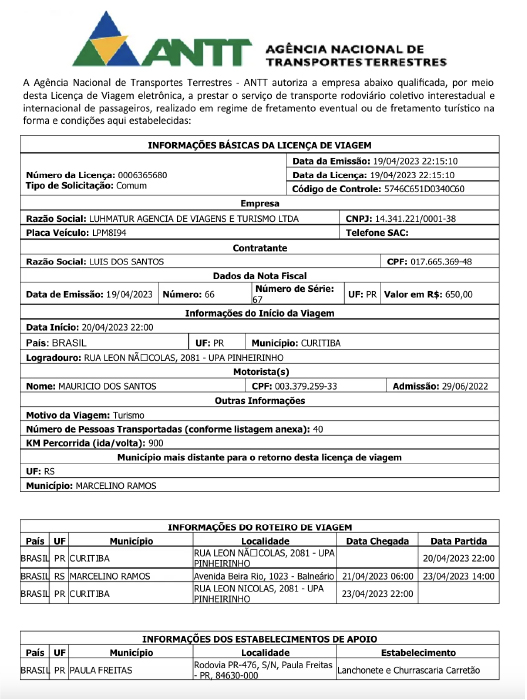 ANTT
AGÊNCIA NACIONAL DE
TRANSPORTES TERRESTRES
A Agência Nacional de Transportes Terrestres - ANTT autoriza a empresa abaixo qualificada, por meio
desta Licença de Viagem eletrônica, a prestar o serviço de transporte rodoviário coletivo interestadual e
internacional de passageiros, realizado em regime de fretamento eventual ou de fretamento turístico na
forma e condições aqui estabelecidas:
INFORMAÇÕES BÁSICAS DA LICENÇA DE VIAGEM
Número da Licença: 0006365680
Tipo de Solicitação: Comum
Data da Emissão: 19/04/2023 22:15:10
Data da Licença: 19/04/2023 22:15:10
Código de Controle: 5746C651D0340C60
Empresa
Razão Social: LUHMATUR AGENCIA DE VIAGENS E TURISMO LTDA CNPJ: 14.341.221/0001-38
Placa Veículo: LPM8I94 Telefone SAC:
Contratante
Razão Social: LUIS DOS SANTOS CPF: 017.665.369-48
Dados da Nota Fiscal
Data de Emissão: 19/04/2023 Número: 66 Número de Série: 67 UF: PR Valor em R$: 650,00
Informações do Início da Viagem
Data Início: 20/04/2023 22:00
País: BRASIL UF: PR Município: CURITIBA
Logradouro: RUA LEON NÃ□COLAS, 2081 - UPA PINHEIRINHO
Motorista(s)
Nome: MAURICIO DOS SANTOS CPF: 003.379.259-33 Admissão: 29/06/2022
Outras Informações
Motivo da Viagem: Turismo
Número de Pessoas Transportadas (conforme listagem anexa): 40
KM Percorrida (ida/volta): 900
Município mais distante para o retorno desta licença de viagem
UF: RS
Município: MARCELINO RAMOS
INFORMAÇÕES DO ROTEIRO DE VIAGEM
País UF Município Localidade Data Chegada Data Partida
BRASIL PR CURITIBA RUA LEON NÃ□COLAS, 2081 - UPA PINHEIRINHO 20/04/2023 22:00
BRASIL RS MARCELINO RAMOS Avenida Beira Rio, 1023 - Balneário 21/04/2023 06:00 23/04/2023 14:00
BRASIL PR CURITIBA RUA LEON NICOLAS, 2081 - UPA PINHEIRINHO 23/04/2023 22:00
INFORMAÇÕES DOS ESTABELECIMENTOS DE APOIO
País UF Município Localidade Estabelecimento
BRASIL PR PAULA FREITAS Rodovia PR-476, S/N, Paula Freitas - PR, 84630-000 Lanchonete e Churrascaria Carretão